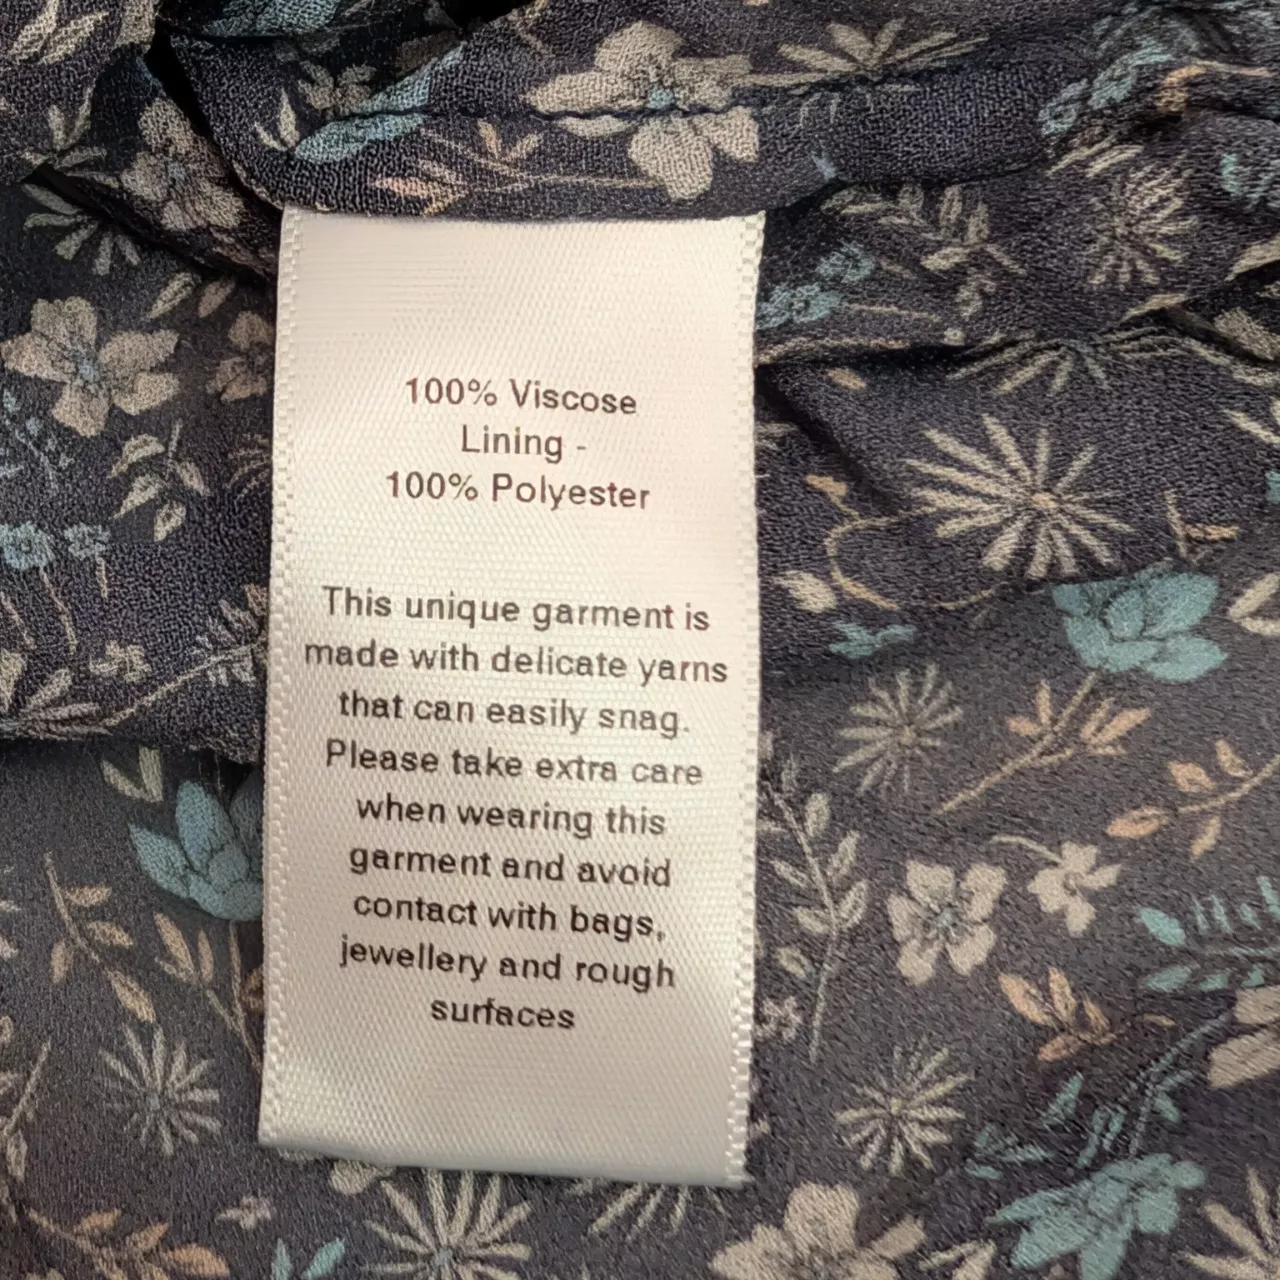 100% Viscose
Lining -
100% Polyester
This unique garment is
made with delicate yarns
that can easily snag.
Please take extra care
when wearing this
garment and avoid
contact with bags,
jewellery and rough
surfaces